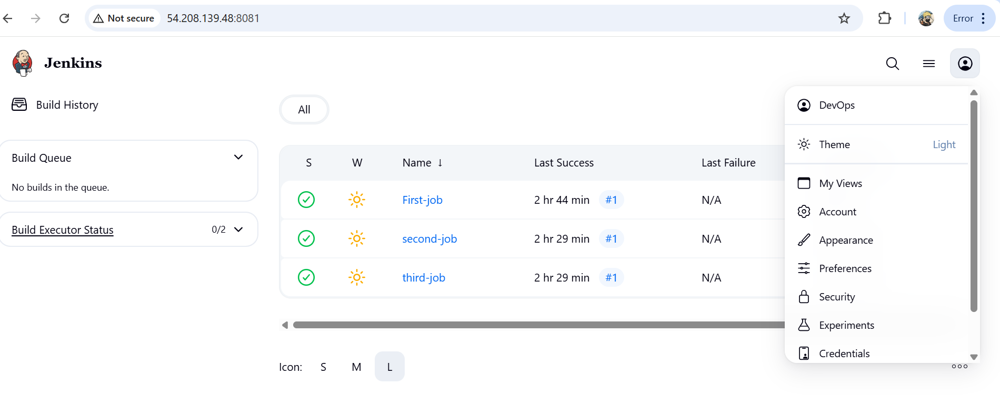 Not secure 54.208.139.48:8081 Error
Jenkins
Build History
Build Queue
No builds in the queue.
Build Executor Status 0/2
All
S W Name ↓ Last Success Last Failure
First-job 2 hr 44 min #1 N/A
second-job 2 hr 29 min #1 N/A
third-job 2 hr 29 min #1 N/A
Icon: S M L
DevOps
Theme Light
My Views
Account
Appearance
Preferences
Security
Experiments
Credentials